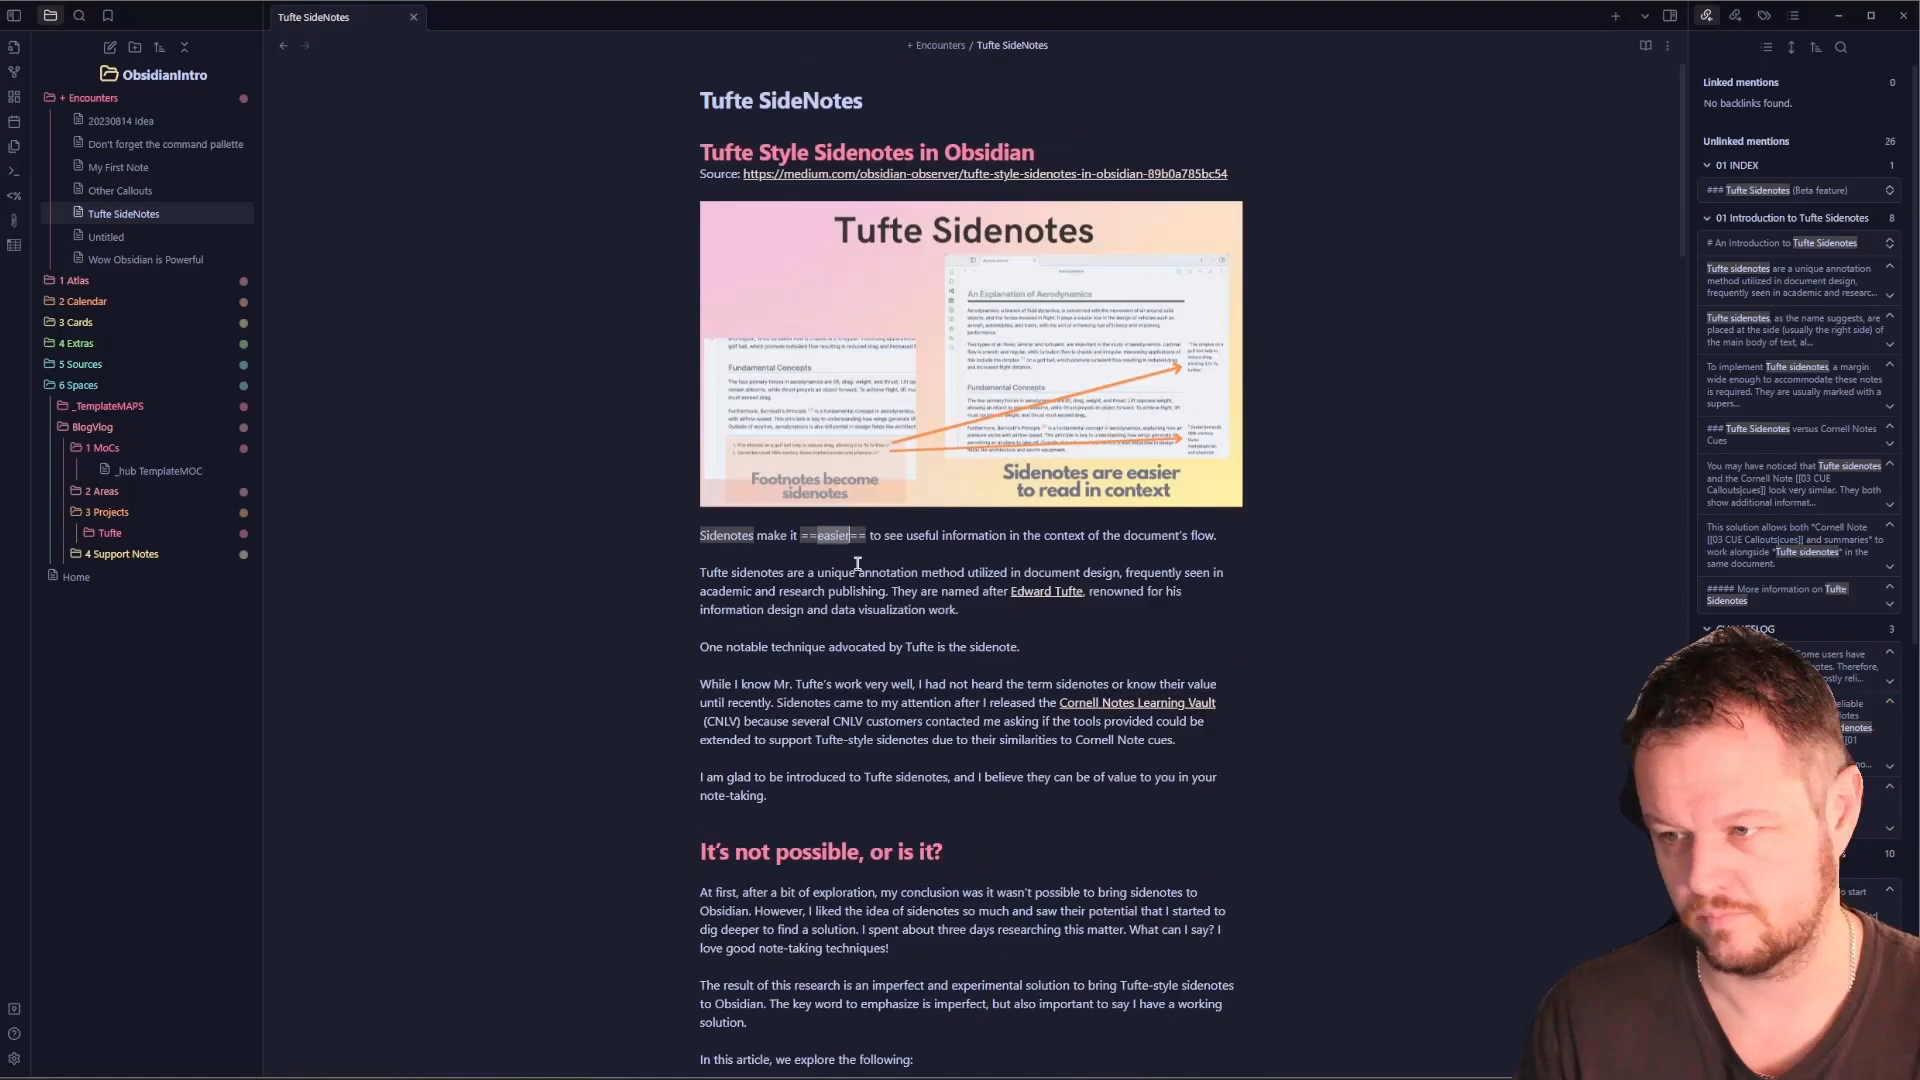 Tufte SideNotes
+ Encounters / Tufte SideNotes
ObsidianIntro
+ Encounters
20230814 Idea
Don't forget the command pallette
My First Note
Other Callouts
Tufte SideNotes
Untitled
Wow Obsidian is Powerful
1 Atlas
2 Calendar
3 Cards
4 Extras
5 Sources
6 Spaces
_TemplateMAPS
BlogVlog
1 MoCs
_hub TemplateMOC
2 Areas
3 Projects
Tufte
4 Support Notes
Home
Tufte SideNotes
Tufte Style Sidenotes in Obsidian
Source: https://medium.com/obsidian-observer/tufte-style-sidenotes-in-obsidian-89b0a785bc54
Tufte Sidenotes
An Explanation of Aerodynamics
Fundamental Concepts
Fundamental Concepts
Footnotes become
sidenotes
Sidenotes are easier
to read in context
Sidenotes make it ==easier== to see useful information in the context of the document's flow.
Tufte sidenotes are a unique annotation method utilized in document design, frequently seen in
academic and research publishing. They are named after Edward Tufte, renowned for his
information design and data visualization work.
One notable technique advocated by Tufte is the sidenote.
While I know Mr. Tufte's work very well, I had not heard the term sidenotes or know their value
until recently. Sidenotes came to my attention after I released the Cornell Notes Learning Vault
(CNLV) because several CNLV customers contacted me asking if the tools provided could be
extended to support Tufte-style sidenotes due to their similarities to Cornell Note cues.
I am glad to be introduced to Tufte sidenotes, and I believe they can be of value to you in your
note-taking.
It's not possible, or is it?
At first, after a bit of exploration, my conclusion was it wasn't possible to bring sidenotes to
Obsidian. However, I liked the idea of sidenotes so much and saw their potential that I started to
dig deeper to find a solution. I spent about three days researching this matter. What can I say? I
love good note-taking techniques!
The result of this research is an imperfect and experimental solution to bring Tufte-style sidenotes
to Obsidian. The key word to emphasize is imperfect, but also important to say I have a working
solution.
In this article, we explore the following:
Linked mentions 0
No backlinks found.
Unlinked mentions 26
01 INDEX 1
### Tufte Sidenotes (Beta feature)
01 Introduction to Tufte Sidenotes 8
# An Introduction to Tufte Sidenotes
Tufte sidenotes are a unique annotation
method utilized in document design,
frequently seen in academic and researc...
Tufte sidenotes, as the name suggests, are
placed at the side (usually the right side) of
the main body of text, al...
To implement Tufte sidenotes, a margin
wide enough to accommodate these notes
is required. They are usually marked with a
supers...
### Tufte Sidenotes versus Cornell Notes
Cues
You may have noticed that Tufte sidenotes
and the Cornell Note [[03 CUE
Callouts|cues]] look very similar. They both
show additional informat...
This solution allows both *Cornell Note
[[03 CUE Callouts|cues]] and summaries* to
work alongside *Tufte sidenotes* in the
same document.
##### More information on Tufte
Sidenotes
CHANGELOG 3
Some users have
notes. Therefore,
reli...
reliable
notes
denotes.
[[01
no...
10
to start